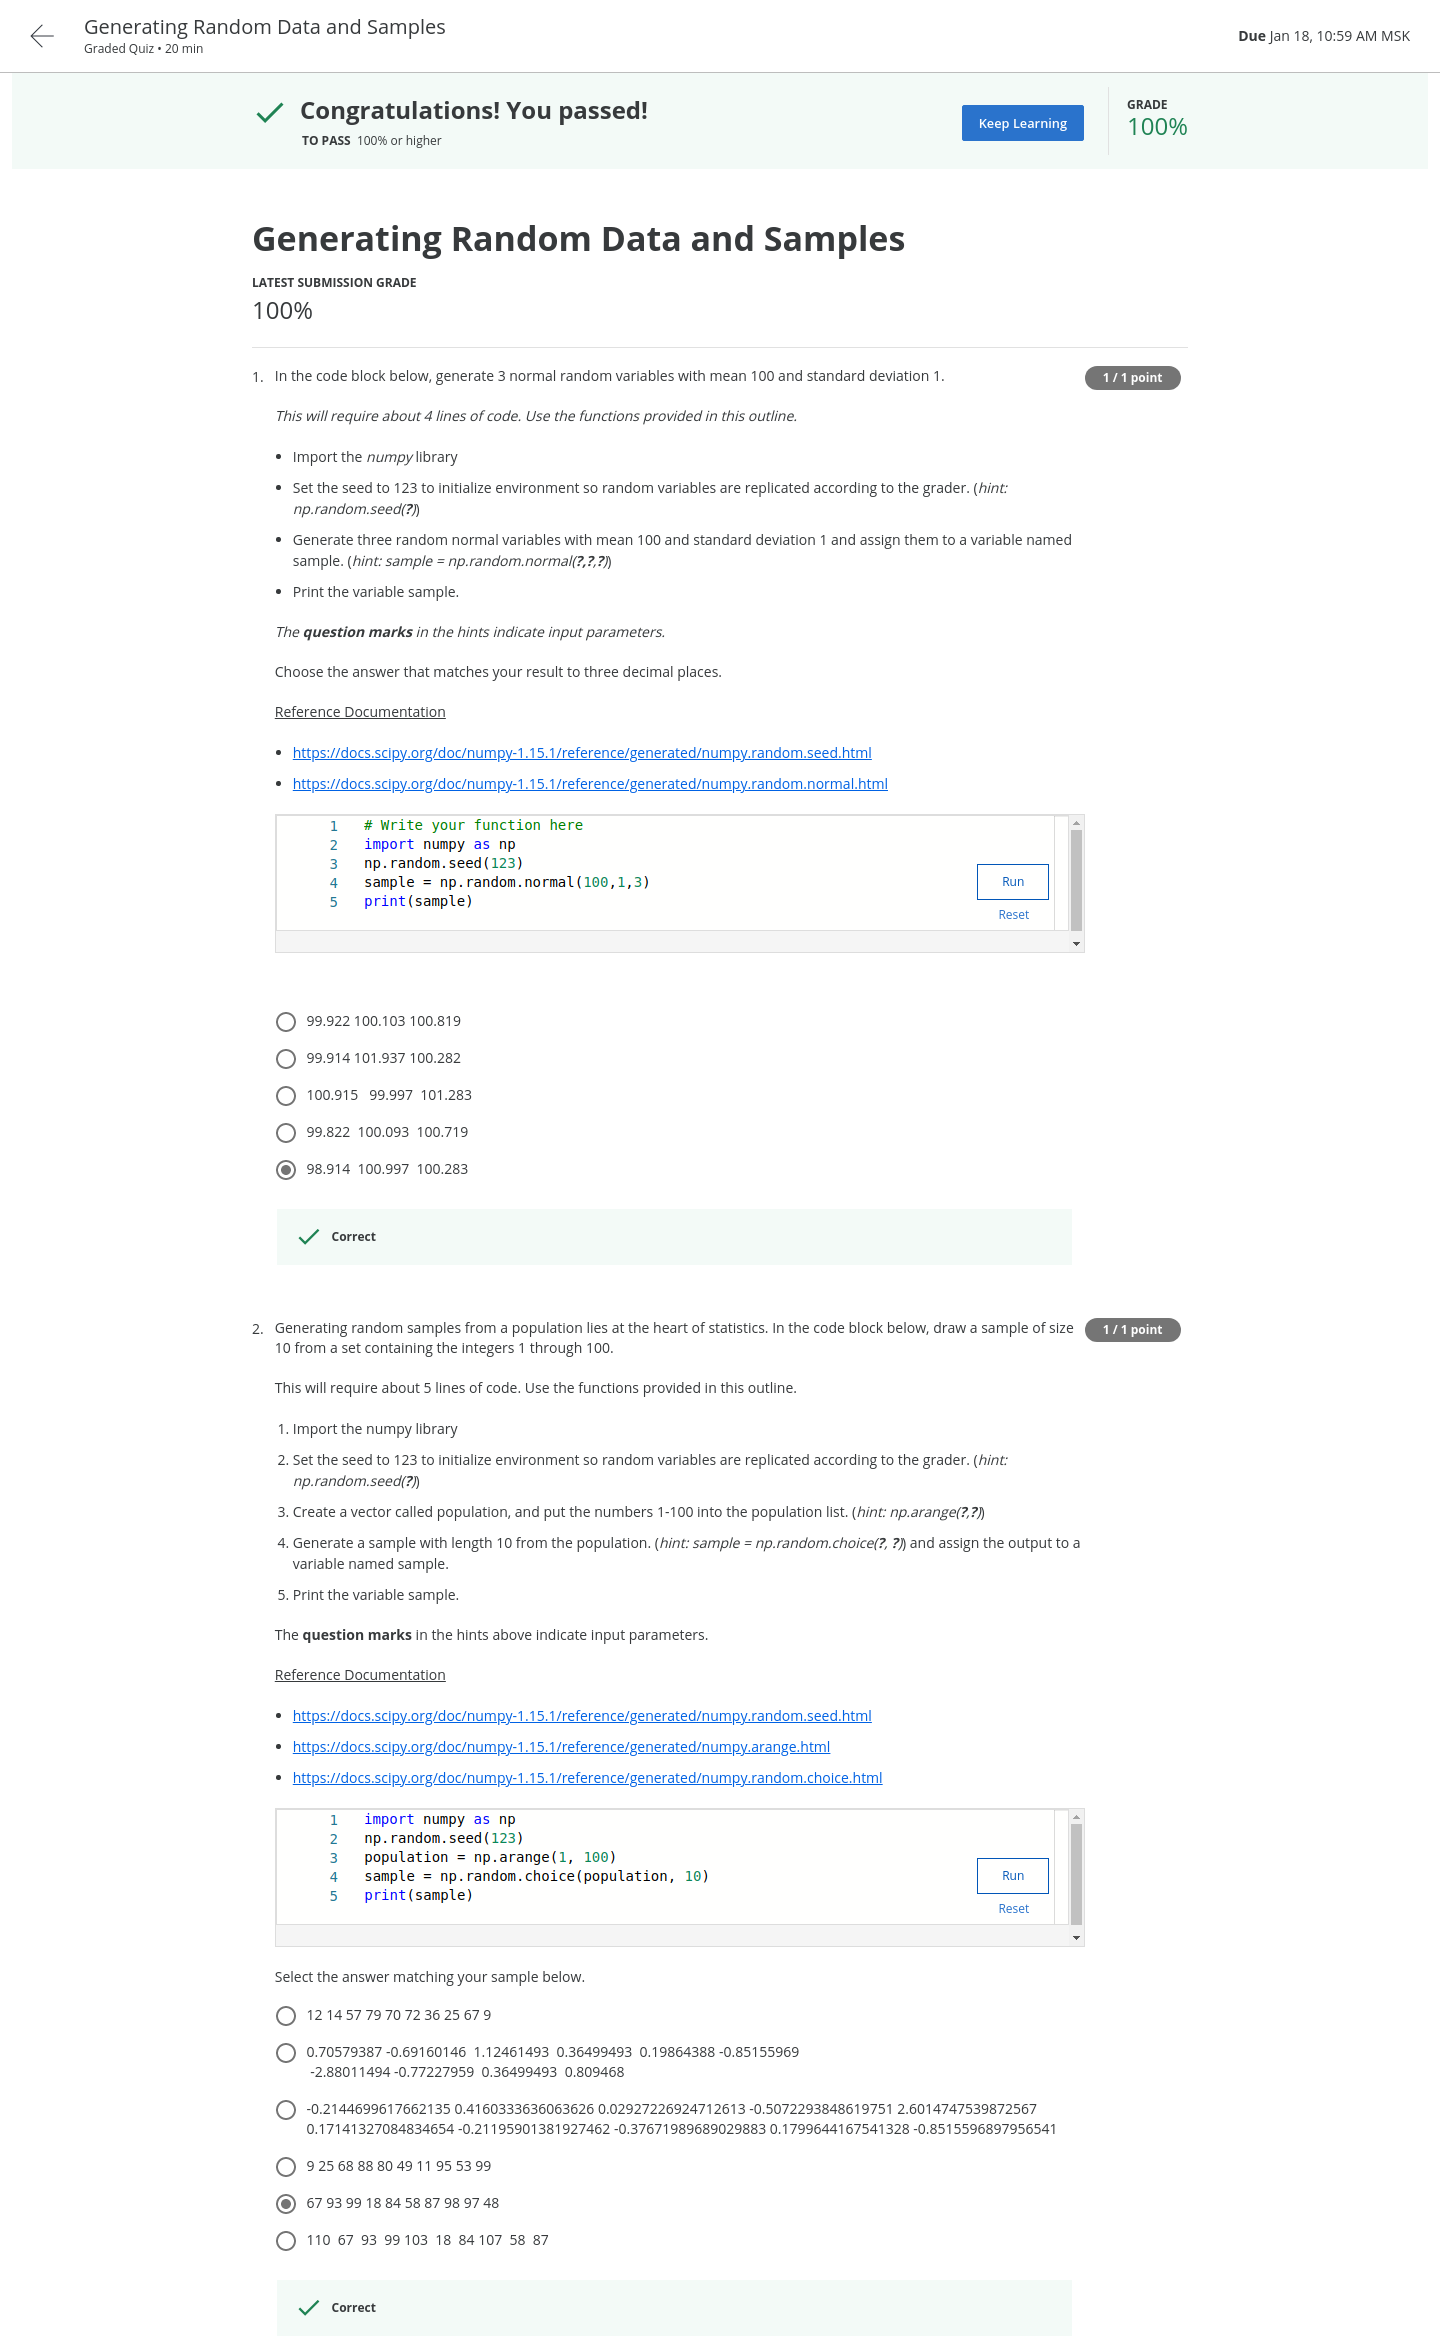 Generating Random Data and Samples
Graded Quiz • 20 min
Due Jan 18, 10:59 AM MSK
Congratulations! You passed!
TO PASS 100% or higher
Keep Learning
GRADE
100%
Generating Random Data and Samples
LATEST SUBMISSION GRADE
100%
1. In the code block below, generate 3 normal random variables with mean 100 and standard deviation 1.
1 / 1 point
This will require about 4 lines of code. Use the functions provided in this outline.
• Import the numpy library
• Set the seed to 123 to initialize environment so random variables are replicated according to the grader. (hint:
np.random.seed(?))
• Generate three random normal variables with mean 100 and standard deviation 1 and assign them to a variable named
sample. (hint: sample = np.random.normal(?,?,?))
• Print the variable sample.
The question marks in the hints indicate input parameters.
Choose the answer that matches your result to three decimal places.
Reference Documentation
• https://docs.scipy.org/doc/numpy-1.15.1/reference/generated/numpy.random.seed.html
• https://docs.scipy.org/doc/numpy-1.15.1/reference/generated/numpy.random.normal.html
1 # Write your function here
2 import numpy as np
3 np.random.seed(123)
4 sample = np.random.normal(100,1,3)
5 print(sample)
Run
Reset
99.922 100.103 100.819
99.914 101.937 100.282
100.915 99.997 101.283
99.822 100.093 100.719
98.914 100.997 100.283
Correct
2. Generating random samples from a population lies at the heart of statistics. In the code block below, draw a sample of size
10 from a set containing the integers 1 through 100.
1 / 1 point
This will require about 5 lines of code. Use the functions provided in this outline.
1. Import the numpy library
2. Set the seed to 123 to initialize environment so random variables are replicated according to the grader. (hint:
np.random.seed(?))
3. Create a vector called population, and put the numbers 1-100 into the population list. (hint: np.arange(?,?))
4. Generate a sample with length 10 from the population. (hint: sample = np.random.choice(?, ?)) and assign the output to a
variable named sample.
5. Print the variable sample.
The question marks in the hints above indicate input parameters.
Reference Documentation
• https://docs.scipy.org/doc/numpy-1.15.1/reference/generated/numpy.random.seed.html
• https://docs.scipy.org/doc/numpy-1.15.1/reference/generated/numpy.arange.html
• https://docs.scipy.org/doc/numpy-1.15.1/reference/generated/numpy.random.choice.html
1 import numpy as np
2 np.random.seed(123)
3 population = np.arange(1, 100)
4 sample = np.random.choice(population, 10)
5 print(sample)
Run
Reset
Select the answer matching your sample below.
12 14 57 79 70 72 36 25 67 9
0.70579387 -0.69160146 1.12461493 0.36499493 0.19864388 -0.85155969
-2.88011494 -0.77227959 0.36499493 0.809468
-0.2144699617662135 0.4160333636063626 0.02927226924712613 -0.5072293848619751 2.6014747539872567
0.17141327084834654 -0.21195901381927462 -0.37671989689029883 0.1799644167541328 -0.8515596897956541
9 25 68 88 80 49 11 95 53 99
67 93 99 18 84 58 87 98 97 48
110 67 93 99 103 18 84 107 58 87
Correct